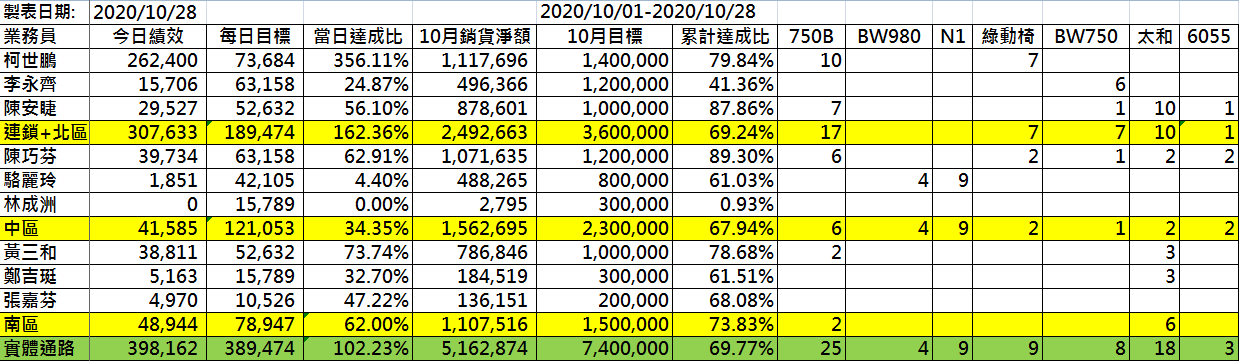 製表日期: 2020/10/28 2020/10/01-2020/10/28
業務員 今日績效 每日目標 當日達成比 10月銷貨淨額 10月目標 累計達成比 750B BW980 N1 綠動椅 BW750 太和 6055
柯世鵬 262,400 73,684 356.11% 1,117,696 1,400,000 79.84% 10 7
李永齊 15,706 63,158 24.87% 496,366 1,200,000 41.36% 6
陳安睫 29,527 52,632 56.10% 878,601 1,000,000 87.86% 7 1 10 1
連鎖+北區 307,633 189,474 162.36% 2,492,663 3,600,000 69.24% 17 7 7 10 1
陳巧芬 39,734 63,158 62.91% 1,071,635 1,200,000 89.30% 6 2 1 2 2
駱麗玲 1,851 42,105 4.40% 488,265 800,000 61.03% 4 9
林成洲 0 15,789 0.00% 2,795 300,000 0.93%
中區 41,585 121,053 34.35% 1,562,695 2,300,000 67.94% 6 4 9 2 1 2 2
黃三和 38,811 52,632 73.74% 786,846 1,000,000 78.68% 2 3
鄭吉珽 5,163 15,789 32.70% 184,519 300,000 61.51% 3
張嘉芬 4,970 10,526 47.22% 136,151 200,000 68.08%
南區 48,944 78,947 62.00% 1,107,516 1,500,000 73.83% 2 6
實體通路 398,162 389,474 102.23% 5,162,874 7,400,000 69.77% 25 4 9 9 8 18 3